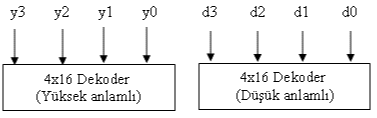 y3 y2 y1 y0 d3 d2 d1 d0
4x16 Dekoder 4x16 Dekoder
(Yüksek anlamlı) (Düşük anlamlı)